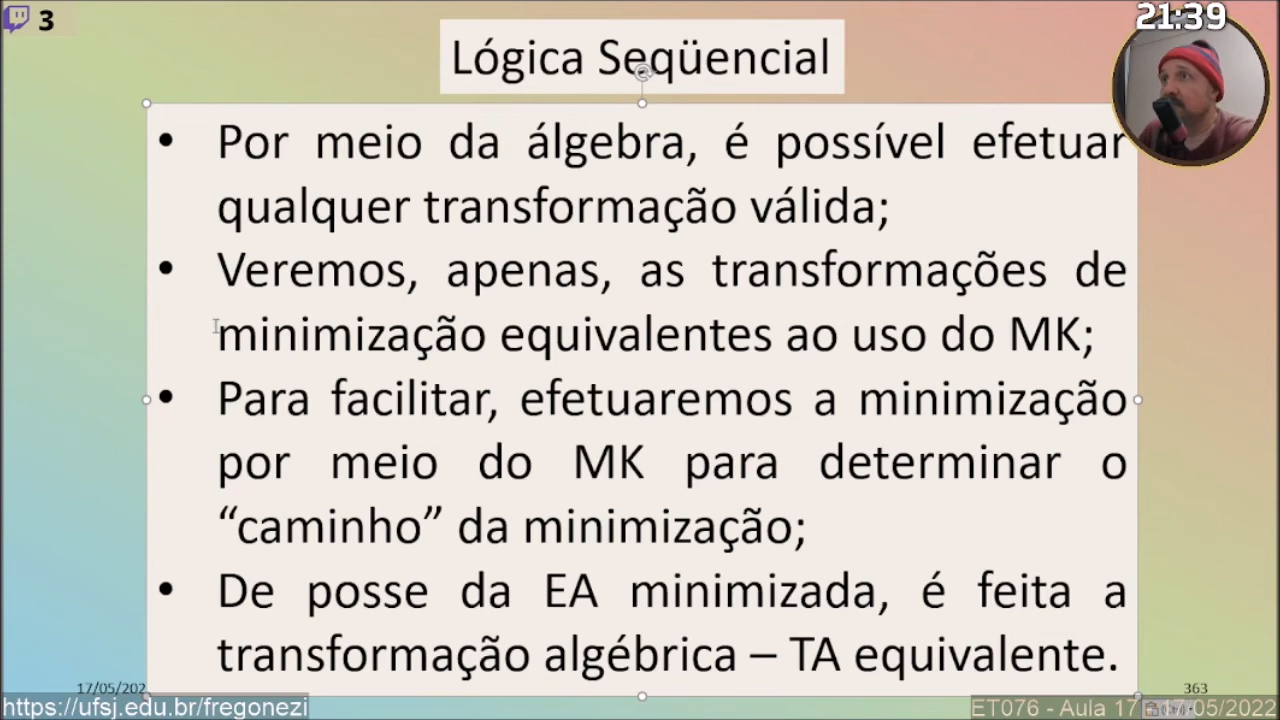 3
21:39
Lógica Seqüencial
• Por meio da álgebra, é possível efetuar
qualquer transformação válida;
• Veremos, apenas, as transformações de
minimização equivalentes ao uso do MK;
• Para facilitar, efetuaremos a minimização
por meio do MK para determinar o
“caminho” da minimização;
• De posse da EA minimizada, é feita a
transformação algébrica – TA equivalente.
17/05/202
363
https://ufsj.edu.br/fregonezi
ET076 - Aula 17 - 17/05/2022